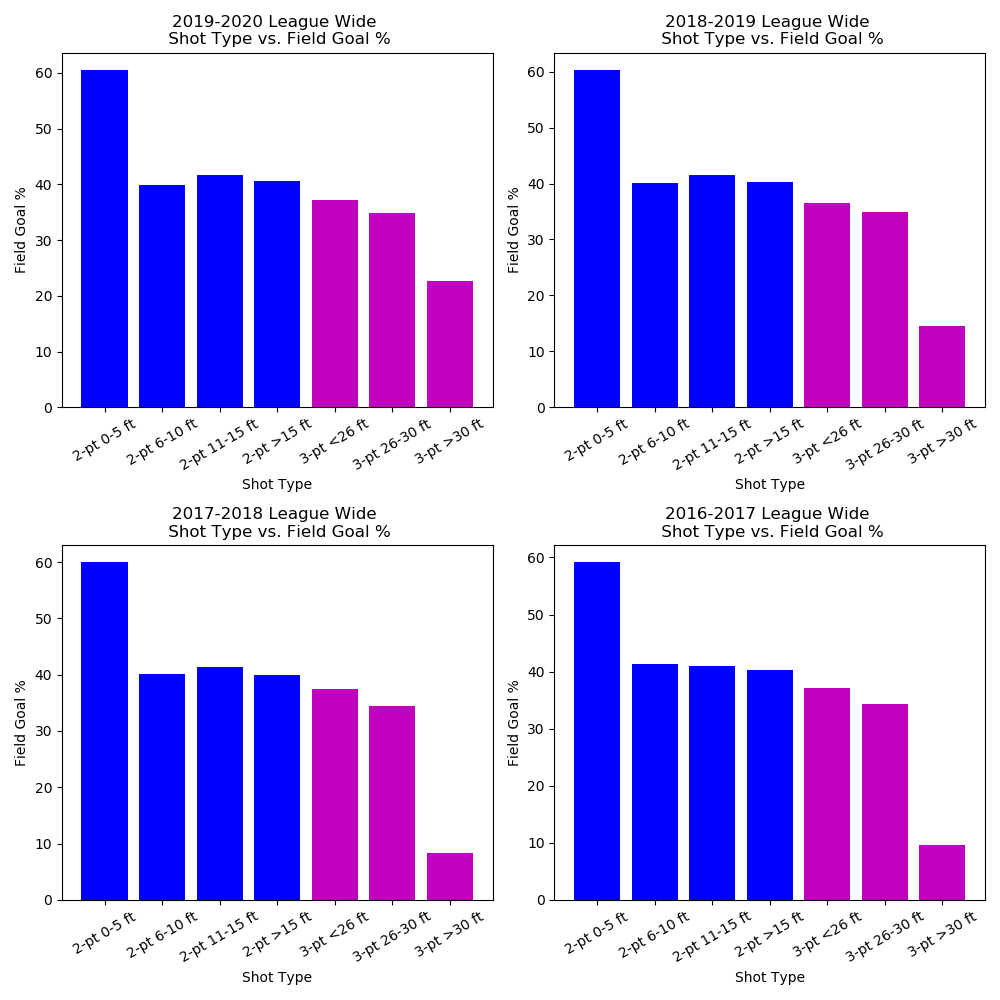 2019-2020 League Wide
Shot Type vs. Field Goal %
Field Goal %
60
50
40
30
20
10
0
2-pt 0-5 ft
2-pt 6-10 ft
2-pt 11-15 ft
2-pt >15 ft
3-pt <26 ft
3-pt 26-30 ft
3-pt >30 ft
Shot Type
2018-2019 League Wide
Shot Type vs. Field Goal %
Field Goal %
60
50
40
30
20
10
0
2-pt 0-5 ft
2-pt 6-10 ft
2-pt 11-15 ft
2-pt >15 ft
3-pt <26 ft
3-pt 26-30 ft
3-pt >30 ft
Shot Type
2017-2018 League Wide
Shot Type vs. Field Goal %
Field Goal %
60
50
40
30
20
10
0
2-pt 0-5 ft
2-pt 6-10 ft
2-pt 11-15 ft
2-pt >15 ft
3-pt <26 ft
3-pt 26-30 ft
3-pt >30 ft
Shot Type
2016-2017 League Wide
Shot Type vs. Field Goal %
Field Goal %
60
50
40
30
20
10
0
2-pt 0-5 ft
2-pt 6-10 ft
2-pt 11-15 ft
2-pt >15 ft
3-pt <26 ft
3-pt 26-30 ft
3-pt >30 ft
Shot Type